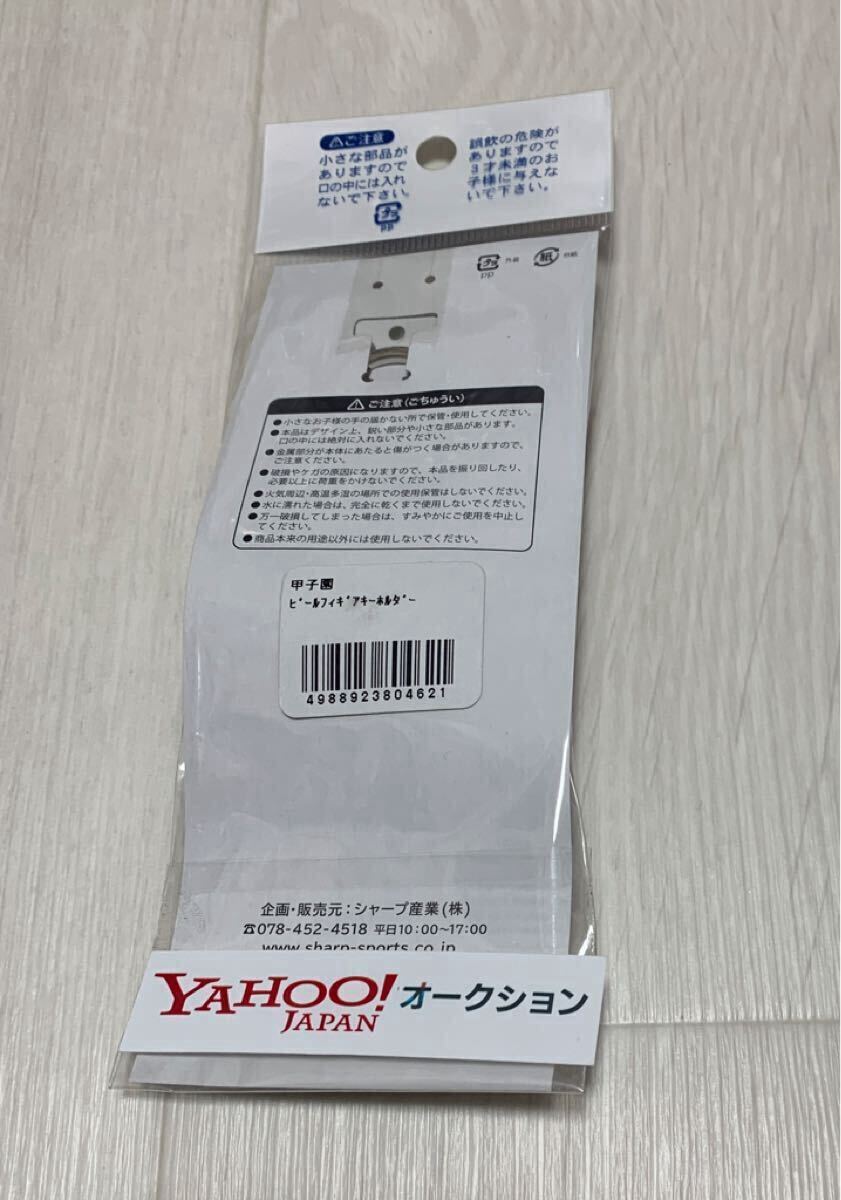 ⚠ご注意
小さな部品が
ありますので
口の中には入れ
ないで下さい。
プラ
PP
誤飲の危険が
ありますので
3才未満のお
子様に与えな
いで下さい。
プラ 外袋
PP
紙 台紙
⚠ ご注意(ごちゅうい)
●小さなお子様の手の届かない所で保管・使用してください。
●本品はデザイン上、鋭い部分や小さな部品があります。
口の中には絶対に入れないでください。
●金属部分が本体にあたると傷がつく場合がありますので、
ご注意ください。
●破損やケガの原因になりますので、本品を振り回したり、
必要以上に荷重をかけないでください。
●火気周辺・高温多湿の場所での使用保管はしないでください。
●水に濡れた場合は、完全に乾くまで使用しないでください。
●万一破損してしまった場合は、すみやかにご使用を中止し
てください。
●商品本来の用途以外には使用しないでください。
甲子園
ﾋﾞｰﾙﾌｨｷﾞｱｷｰﾎﾙﾀﾞｰ
4988923804621
企画・販売元：シャープ産業(株)
☎078-452-4518 平日10:00〜17:00
www.sharp-sports.co.jp
YAHOO! オークション
JAPAN